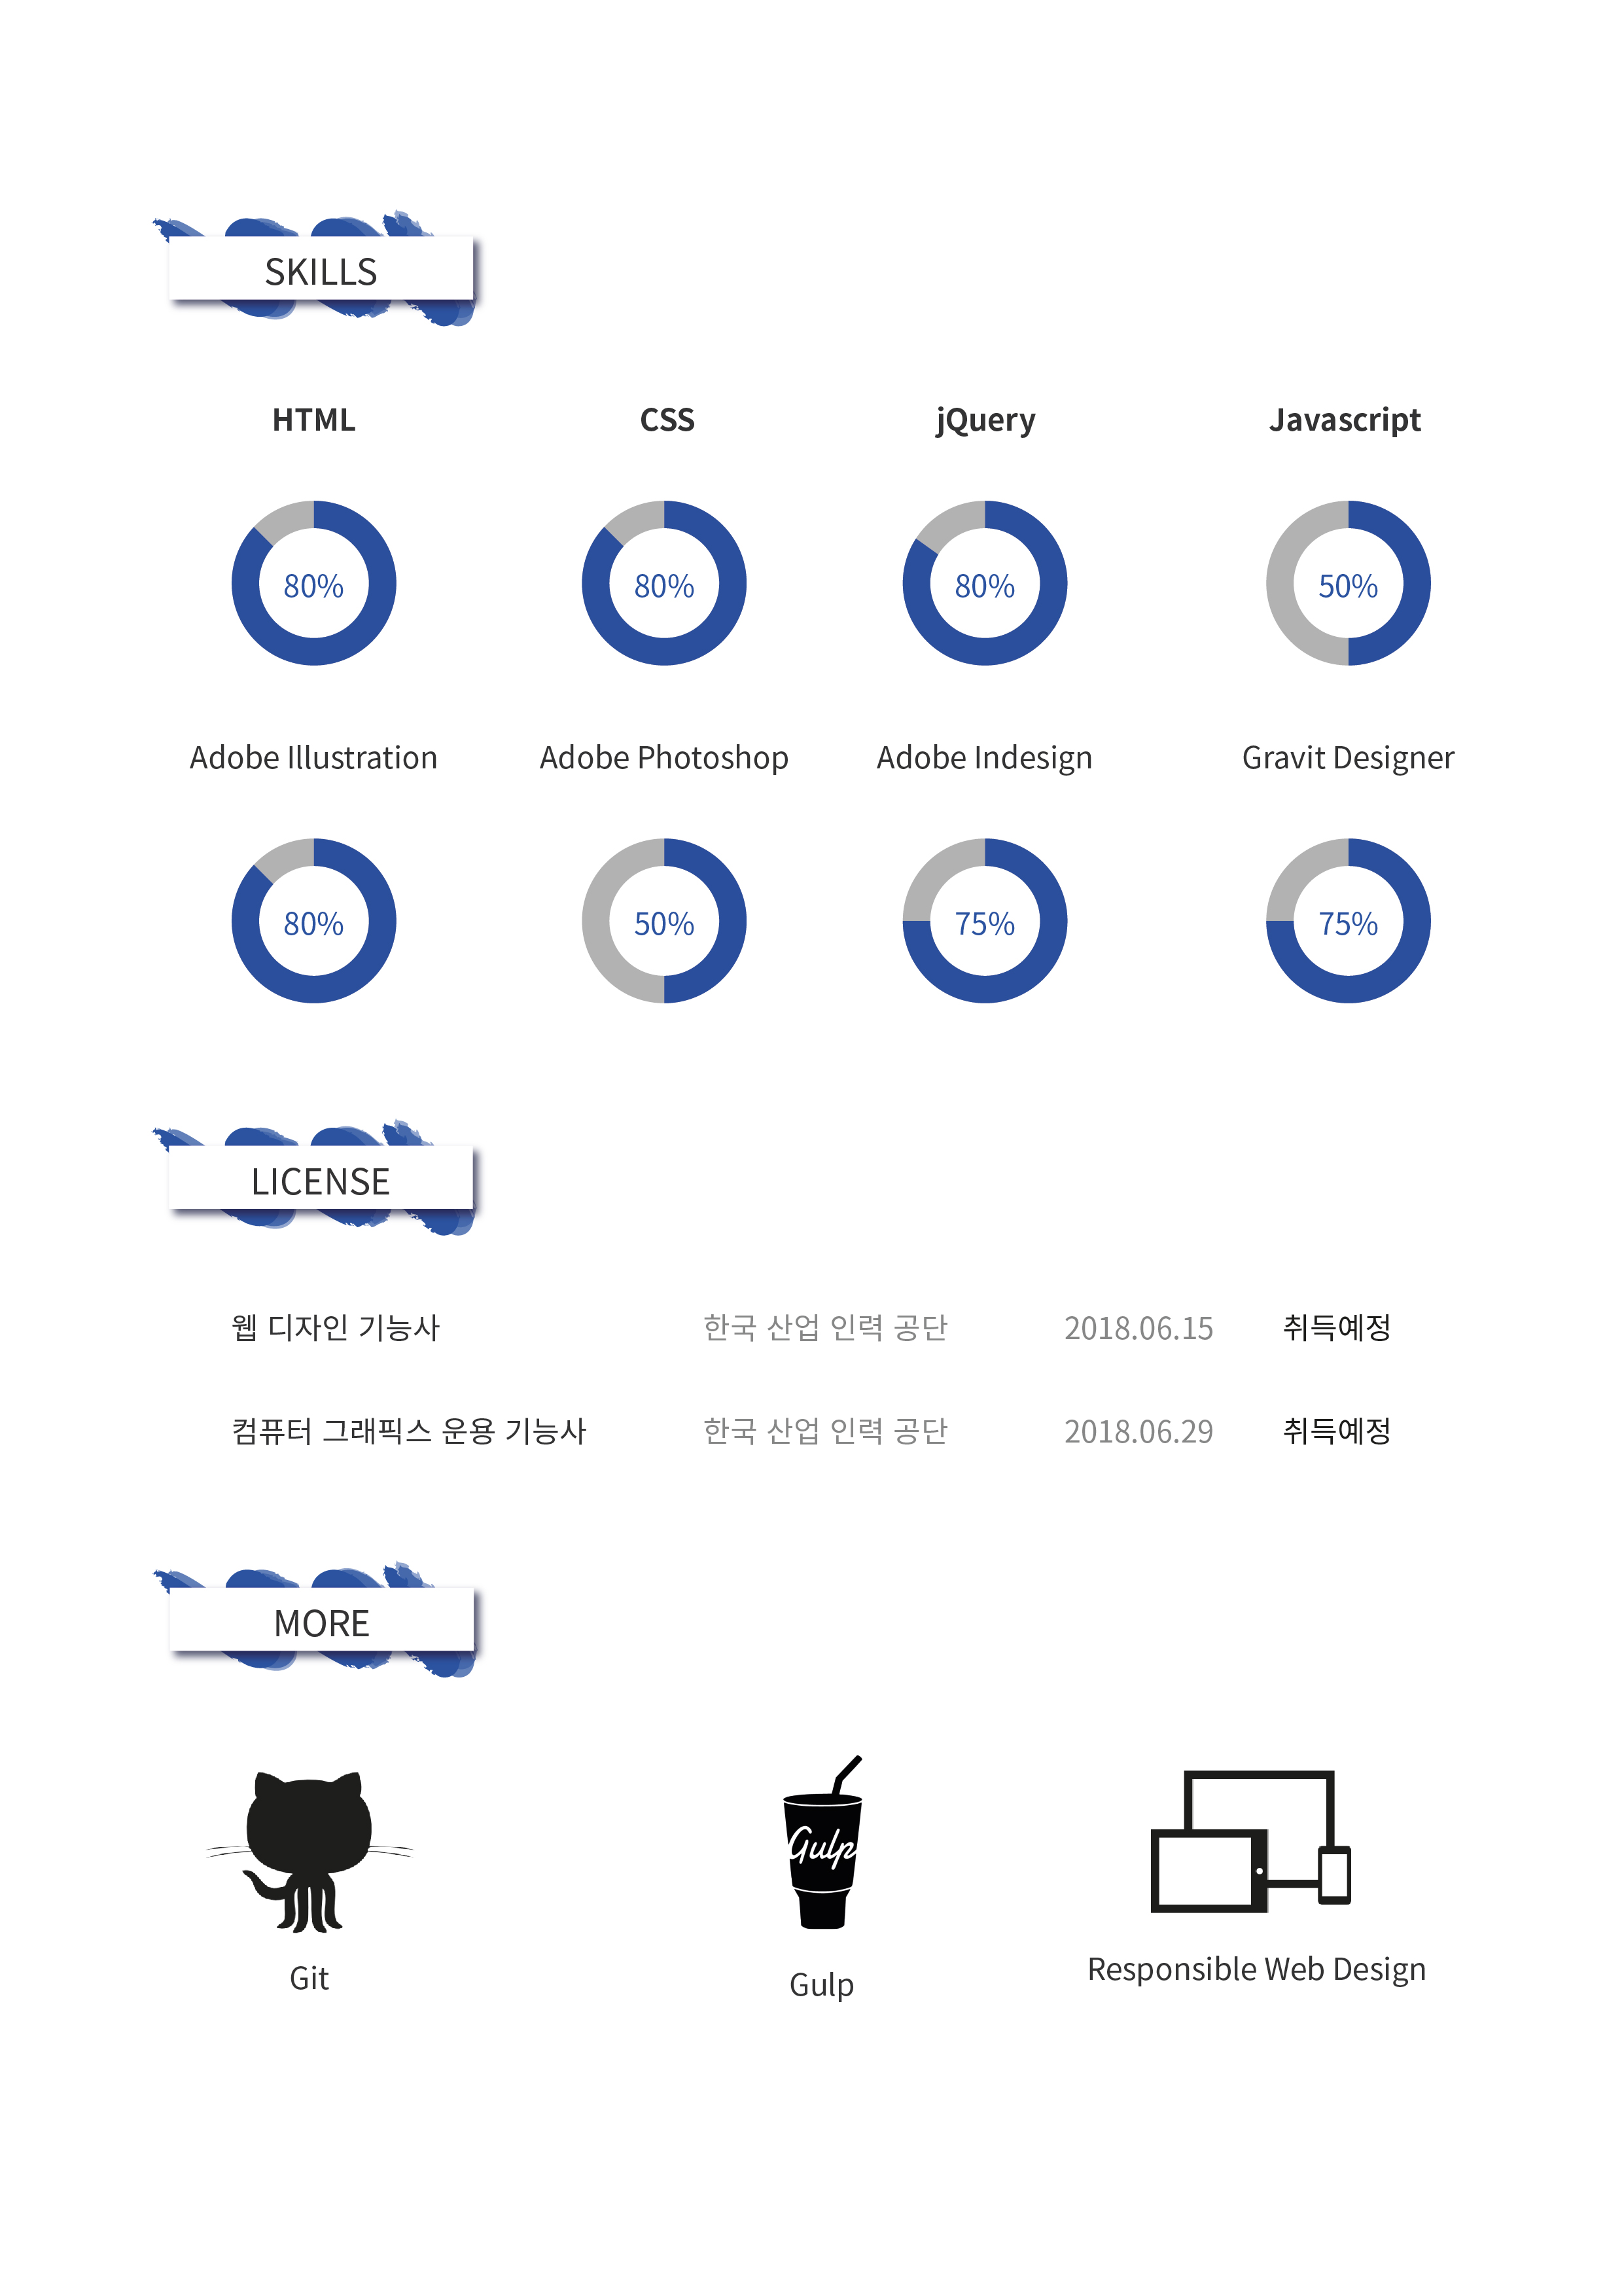 SKILLS
HTML CSS jQuery Javascript
80% 80% 80% 50%
Adobe Illustration Adobe Photoshop Adobe Indesign Gravit Designer
80% 50% 75% 75%
LICENSE
웹 디자인 기능사 한국 산업 인력 공단 2018.06.15 취득예정
컴퓨터 그래픽스 운용 기능사 한국 산업 인력 공단 2018.06.29 취득예정
MORE
Gulp
Git Gulp Responsible Web Design